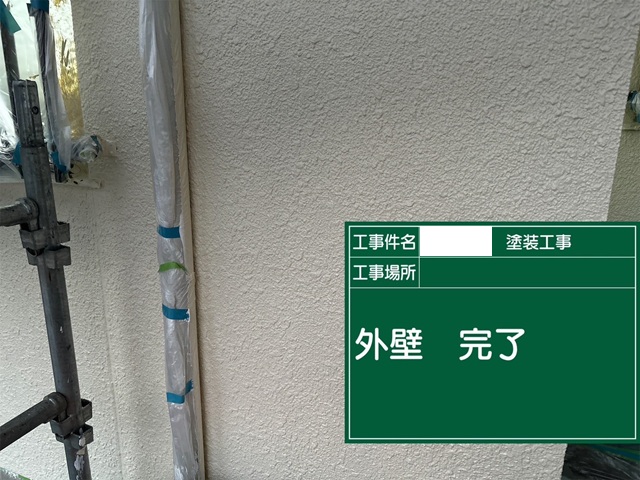 工事件名 塗装工事
工事場所
外壁 完了